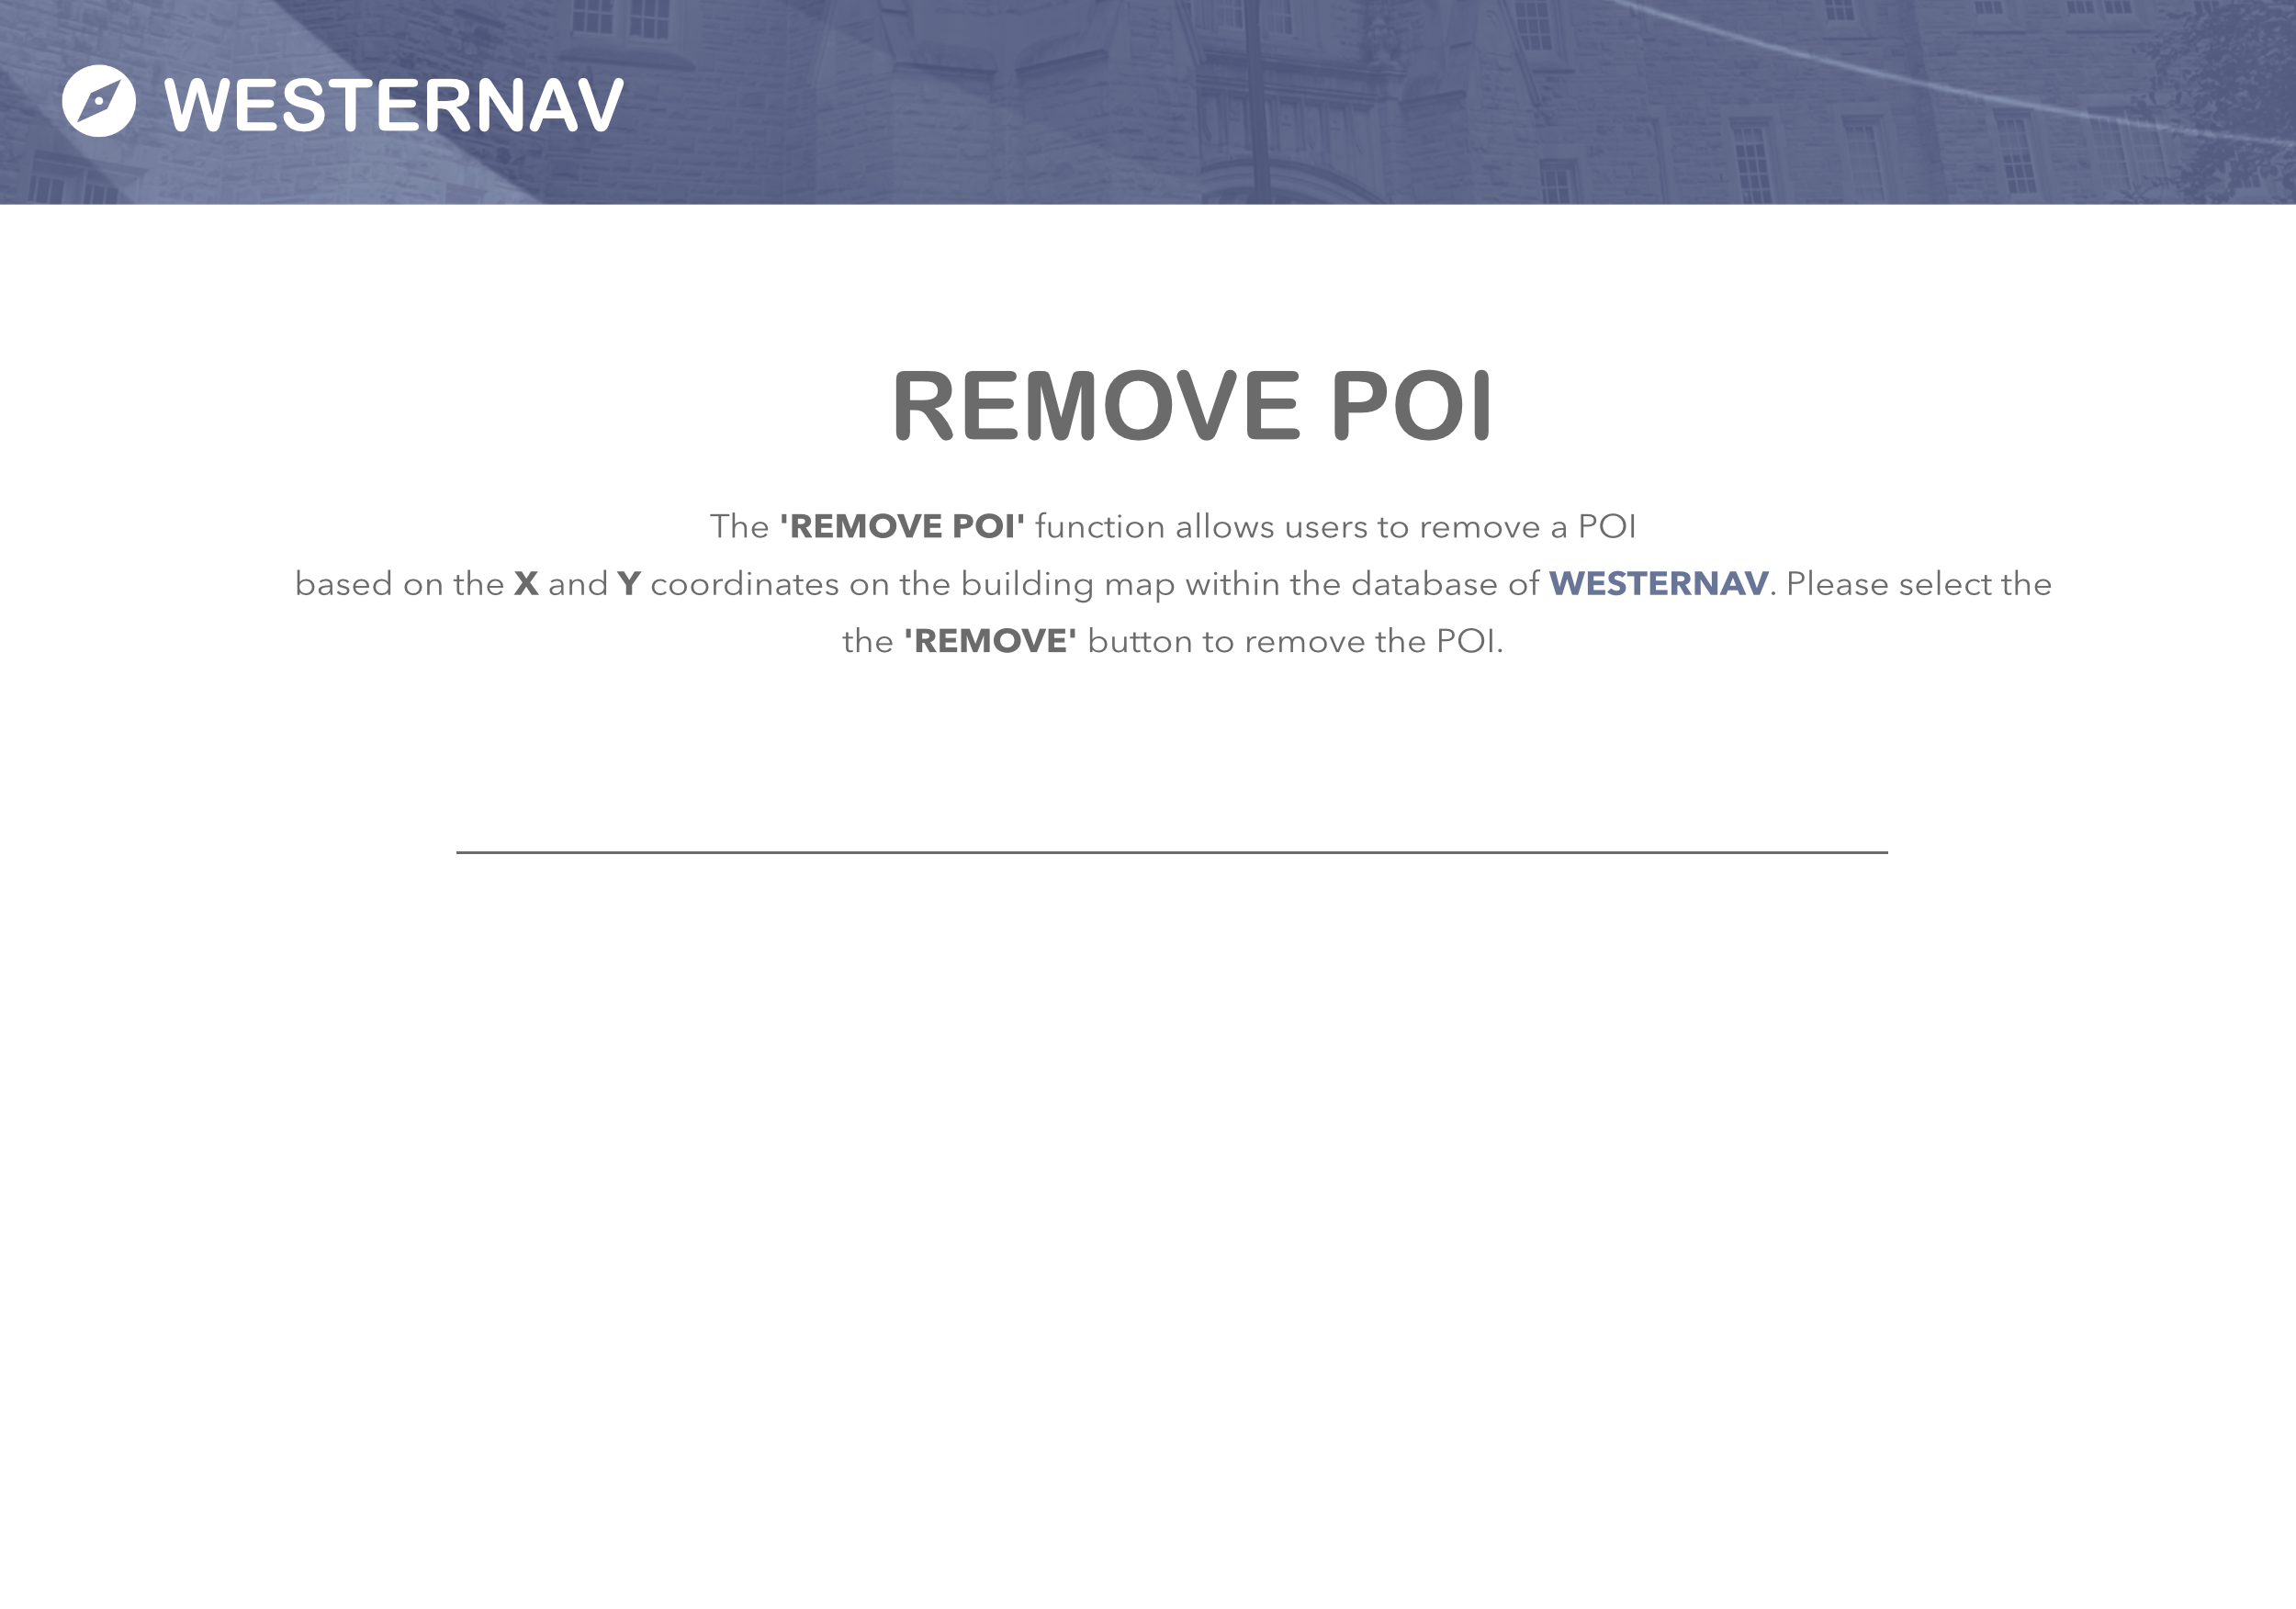 WESTERNAV
REMOVE POI
The 'REMOVE POI' function allows users to remove a POI
based on the X and Y coordinates on the building map within the database of WESTERNAV. Please select the
the 'REMOVE' button to remove the POI.